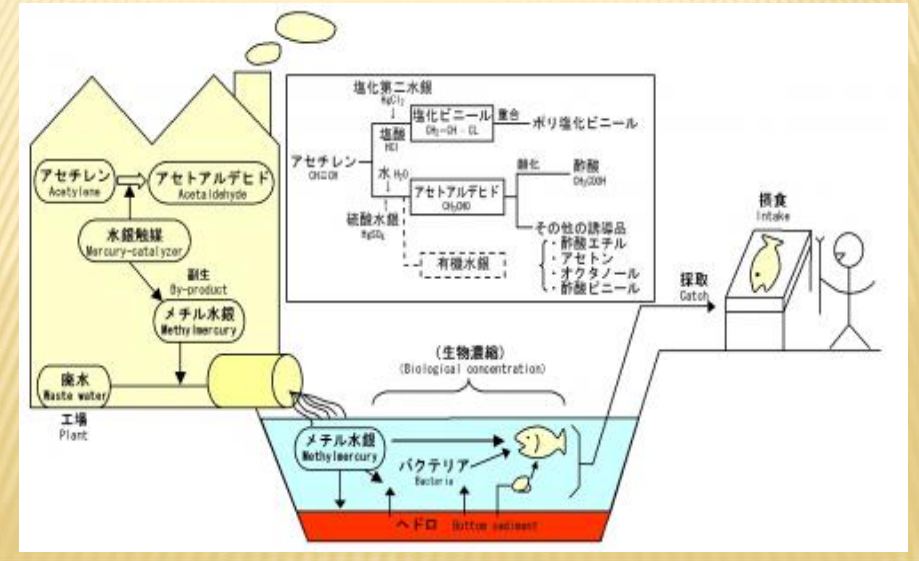 アセチレン
Acetylene
アセトアルデヒド
Acetaldehyde
水銀触媒
Mercury-catalyzer
副生
By-product
メチル水銀
Methylmercury
廃水
Waste water
工場
Plant
塩化第二水銀
HgCl₂
塩酸
HCl
塩化ビニール
CH₂=CH・CL
重合
ポリ塩化ビニール
アセチレン
CH≡CH
水 H₂O
硫酸水銀
HgSO₄
アセトアルデヒド
CH₃CHO
酸化
酢酸
CH₃COOH
その他の誘導品
・酢酸エチル
・アセトン
・オクタノール
・酢酸ビニール
有機水銀
摂食
Intake
採取
Catch
(生物濃縮)
(Biological concentration)
メチル水銀
Methylmercury
バクテリア
Bacteria
ヘドロ Bottom sediment